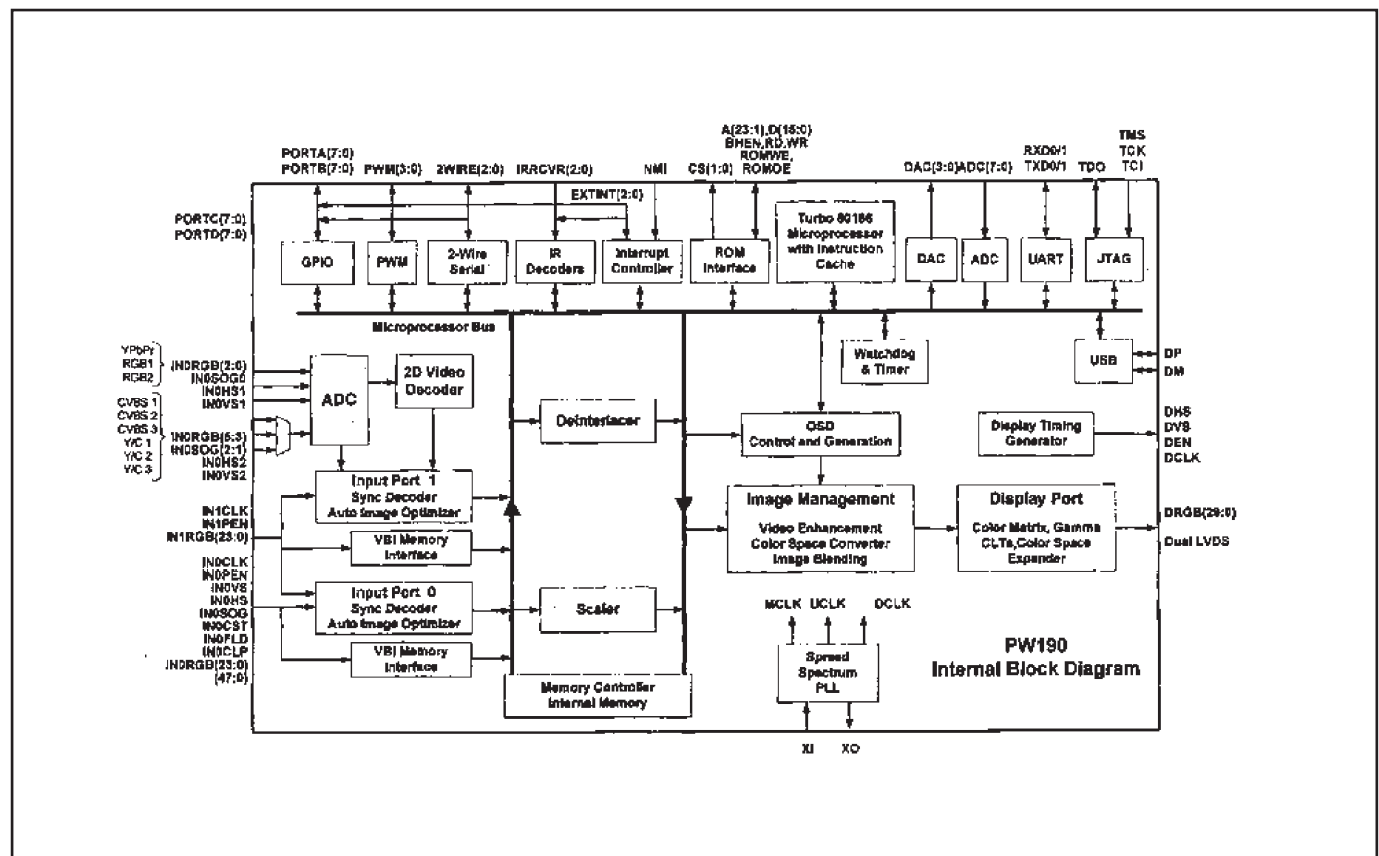 A(23:1),D(15:0)
BHEN,RD,WR
ROMWE,
ROMOE
TMS
TCK
TCI
PORTA(7:0)
PORTB(7:0)
PWM(3:0)
2WIRE(2:0)
IRRCVR(2:0)
NMI
CS(1:0)
DAC(3:0)
ADC(7:0)
RXD0/1
TXD0/1
TDO
EXTINT(2:0)
PORTC(7:0)
PORTD(7:0)
GPIO
PWM
2-Wire
Serial
IR
Decoders
Interrupt
Controller
ROM
Interface
Turbo 80186
Microprocessor
with Instruction
Cache
DAC
ADC
UART
JTAG
Microprocessor Bus
YPbPr
RGB1
RGB2
IN0RGB(2:0)
IN0SOG0
IN0HS1
IN0VS1
CVBS 1
CVBS 2
CVBS 3
Y/C 1
Y/C 2
Y/C 3
IN0RGB(5:3)
IN0SOG(2:1)
IN0HS2
IN0VS2
ADC
2D Video
Decoder
Deinterlacer
Watchdog
& Timer
USB
DP
DM
OSD
Control and Generation
Display Timing
Generator
DHS
DVS
DEN
DCLK
Input Port 1
Sync Decoder
Auto Image Optimizer
IN1CLK
IN1PEN
IN1RGB(23:0)
VBI Memory
Interface
Image Management
Video Enhancement
Color Space Converter
Image Blending
Display Port
Color Matrix, Gamma
CLTs,Color Space
Expander
DRGB(29:0)
Dual LVDS
IN0CLK
IN0PEN
IN0VS
IN0HS
IN0SOG
IN0CST
IN0FLD
IN0CLP
IN0RGB(23:0)
(47:0)
Input Port 0
Sync Decoder
Auto Image Optimizer
VBI Memory
Interface
Scaler
Memory Controller
Internal Memory
MCLK
UCLK
DCLK
Spread
Spectrum
PLL
XI
XO
PW190
Internal Block Diagram